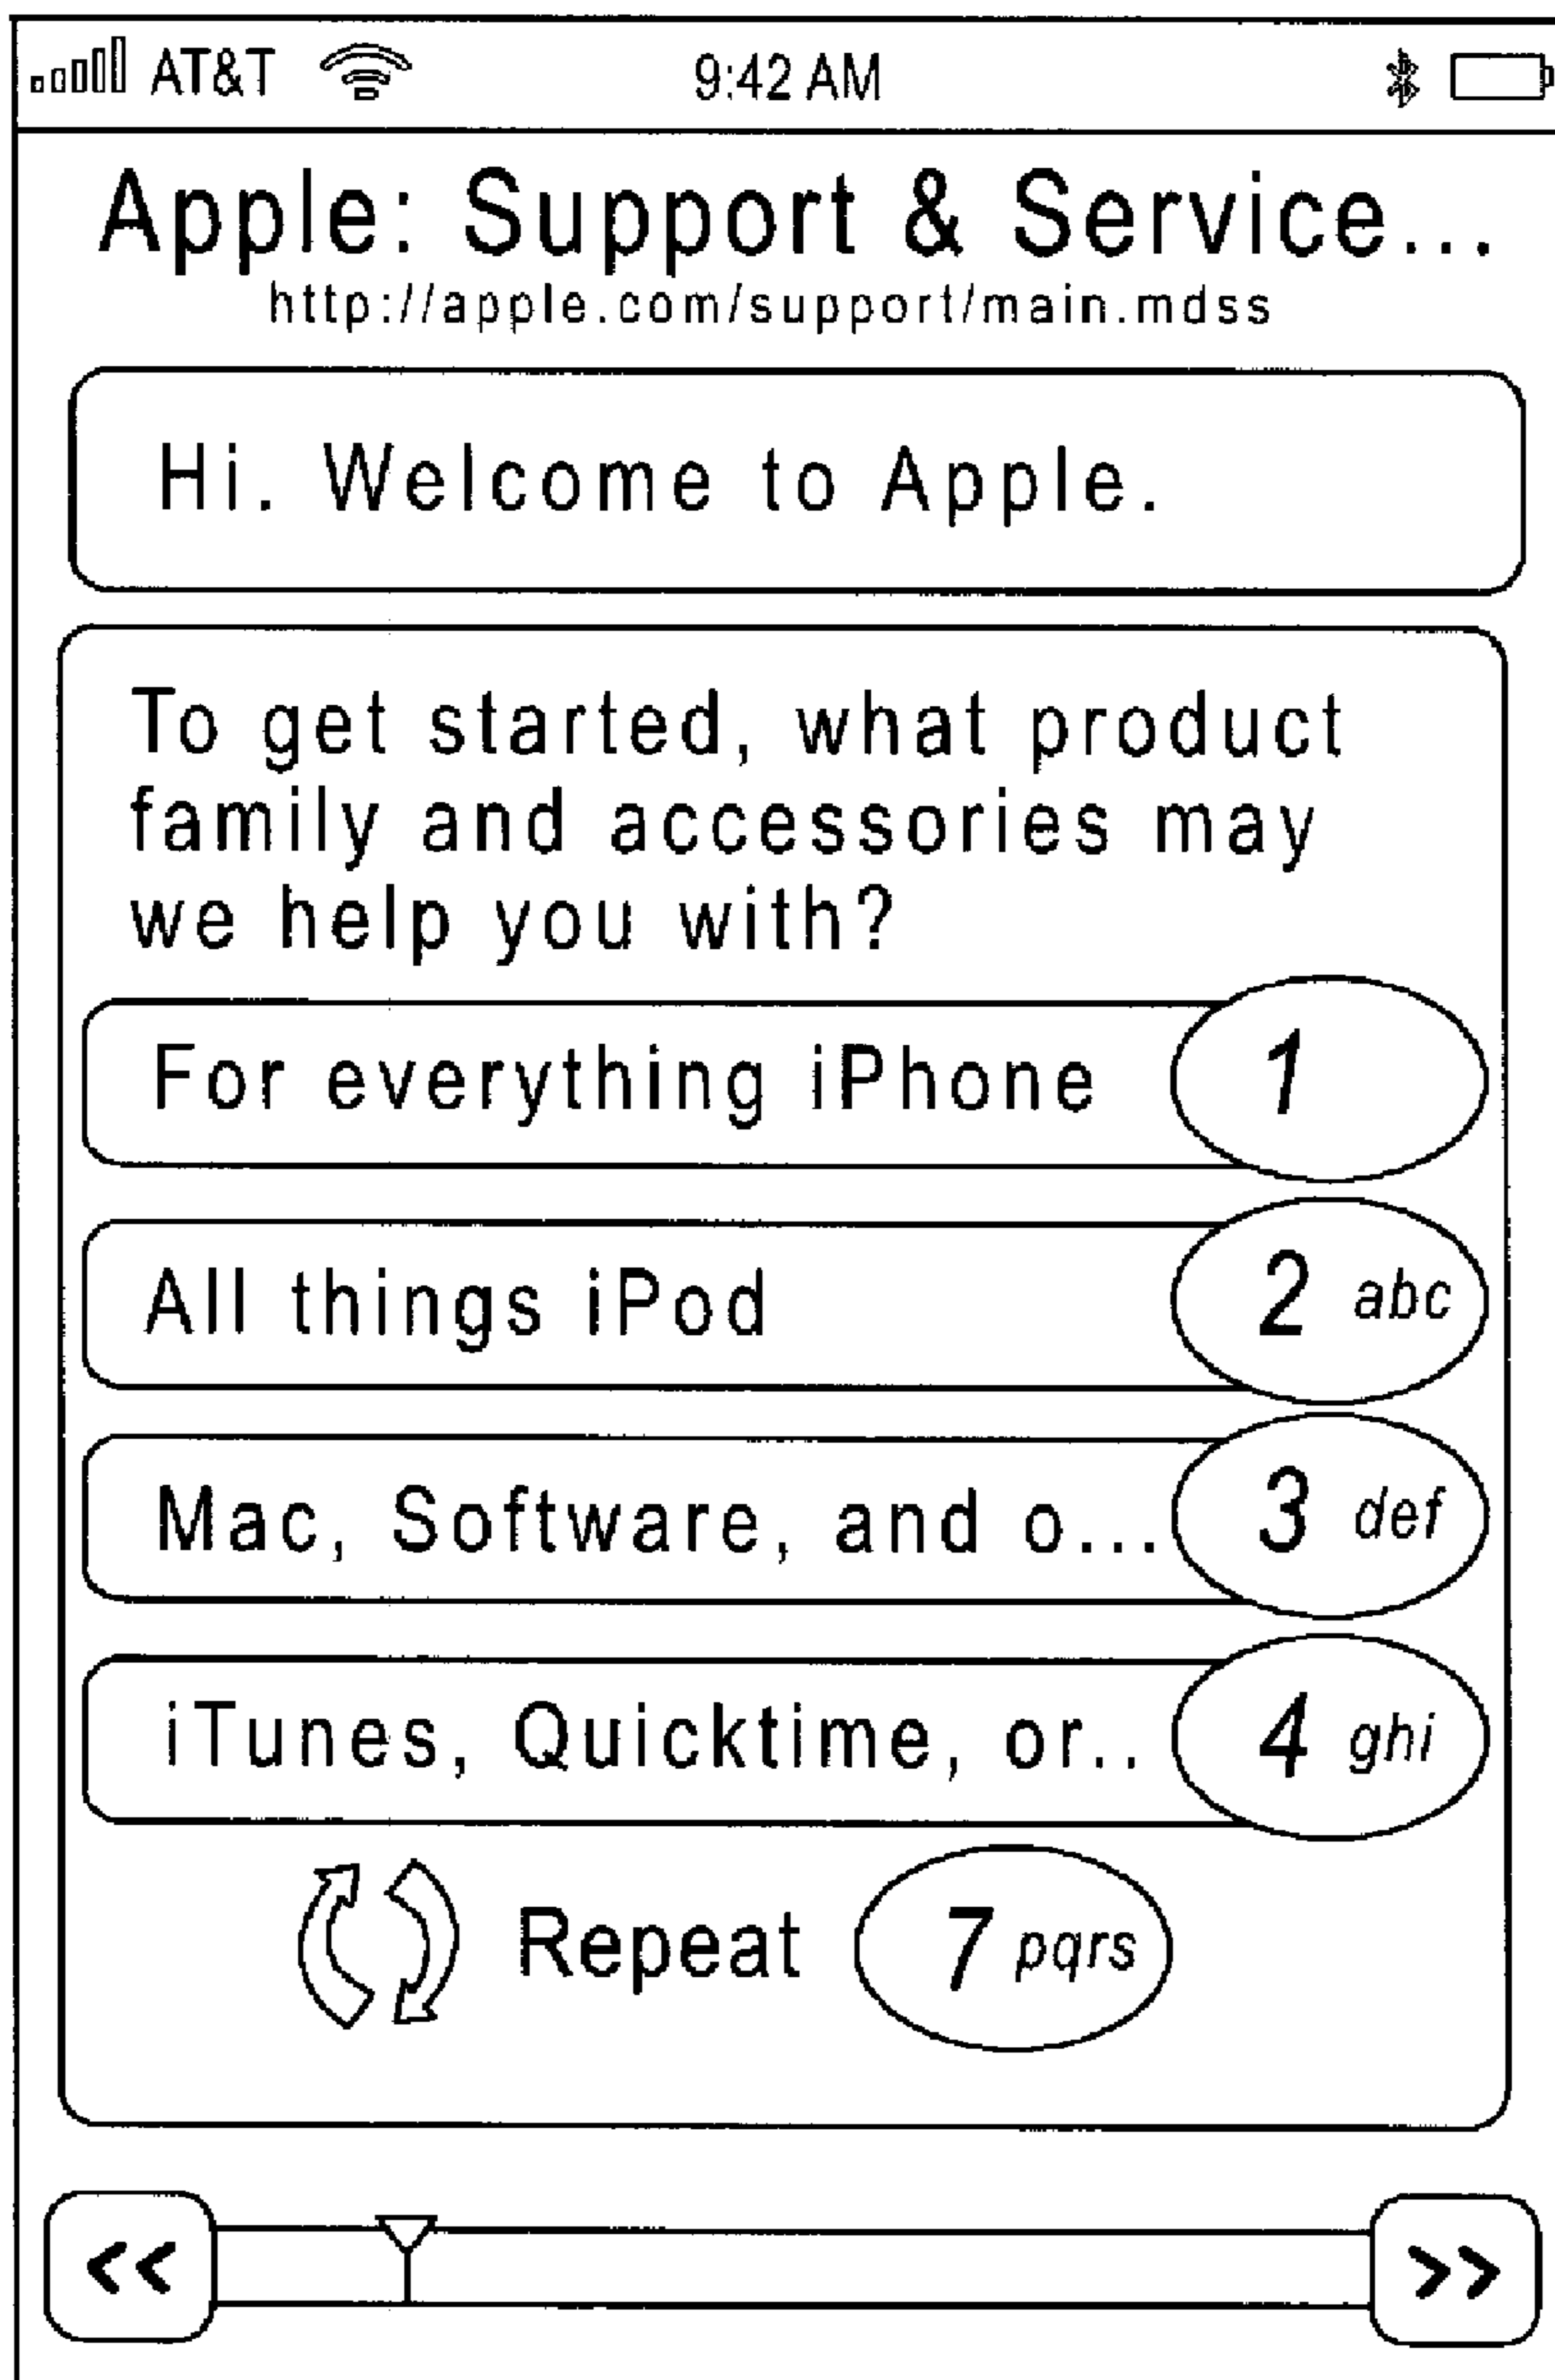 AT&T 9:42 AM
Apple: Support & Service...
http://apple.com/support/main.mdss
Hi. Welcome to Apple.
To get started, what product
family and accessories may
we help you with?
For everything iPhone 1
All things iPod 2 abc
Mac, Software, and o... 3 def
iTunes, Quicktime, or.. 4 ghi
Repeat 7 pqrs
<< >>